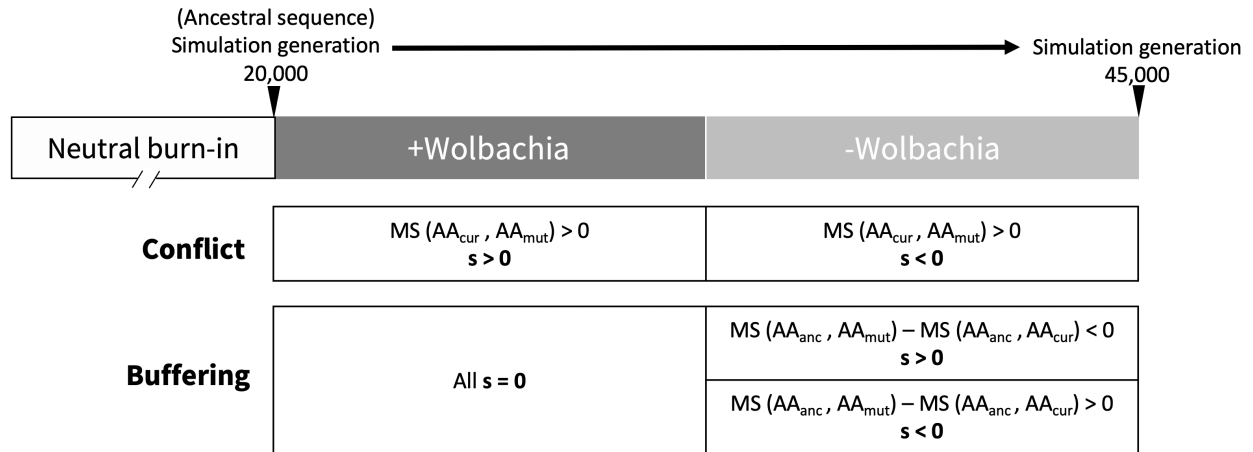 (Ancestral sequence)
Simulation generation
20,000
Simulation generation
45,000
Neutral burn-in
+Wolbachia
-Wolbachia
Conflict
MS (AAcur , AAmut) > 0
s > 0
MS (AAcur , AAmut) > 0
s < 0
Buffering
All s = 0
MS (AAanc , AAmut) – MS (AAanc , AAcur) < 0
s > 0
MS (AAanc , AAmut) – MS (AAanc , AAcur) > 0
s < 0